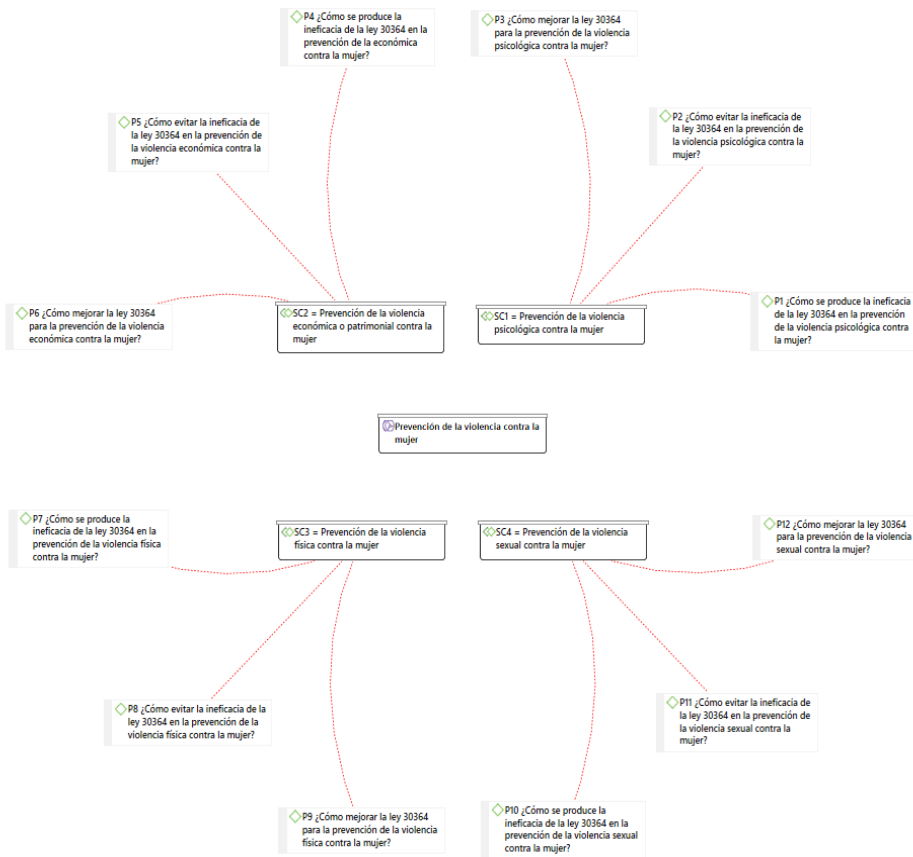 P4 ¿Cómo se produce la
ineficacia de la ley 30364 en la
prevención de la económica
contra la mujer?
P3 ¿Cómo mejorar la ley 30364
para la prevención de la violencia
psicológica contra la mujer?
P5 ¿Cómo evitar la ineficacia de
la ley 30364 en la prevención de
la violencia económica contra la
mujer?
P2 ¿Cómo evitar la ineficacia de
la ley 30364 en la prevención de
la violencia psicológica contra la
mujer?
P6 ¿Cómo mejorar la ley 30364
para la prevención de la violencia
económica contra la mujer?
SC2 = Prevención de la violencia
económica o patrimonial contra la
mujer
SC1 = Prevención de la violencia
psicológica contra la mujer
P1 ¿Cómo se produce la ineficacia
de la ley 30364 en la prevención
de la violencia psicológica contra
la mujer?
Prevención de la violencia contra la
mujer
P7 ¿Cómo se produce la
ineficacia de la ley 30364 en la
prevención de la violencia física
contra la mujer?
SC3 = Prevención de la violencia
física contra la mujer
SC4 = Prevención de la violencia
sexual contra la mujer
P12 ¿Cómo mejorar la ley 30364
para la prevención de la violencia
sexual contra la mujer?
P8 ¿Cómo evitar la ineficacia de la
ley 30364 en la prevención de la
violencia física contra la mujer?
P11 ¿Cómo evitar la ineficacia de
la ley 30364 en la prevención de
la violencia sexual contra la
mujer?
P9 ¿Cómo mejorar la ley 30364
para la prevención de la violencia
física contra la mujer?
P10 ¿Cómo se produce la
ineficacia de la ley 30364 en la
prevención de la violencia sexual
contra la mujer?